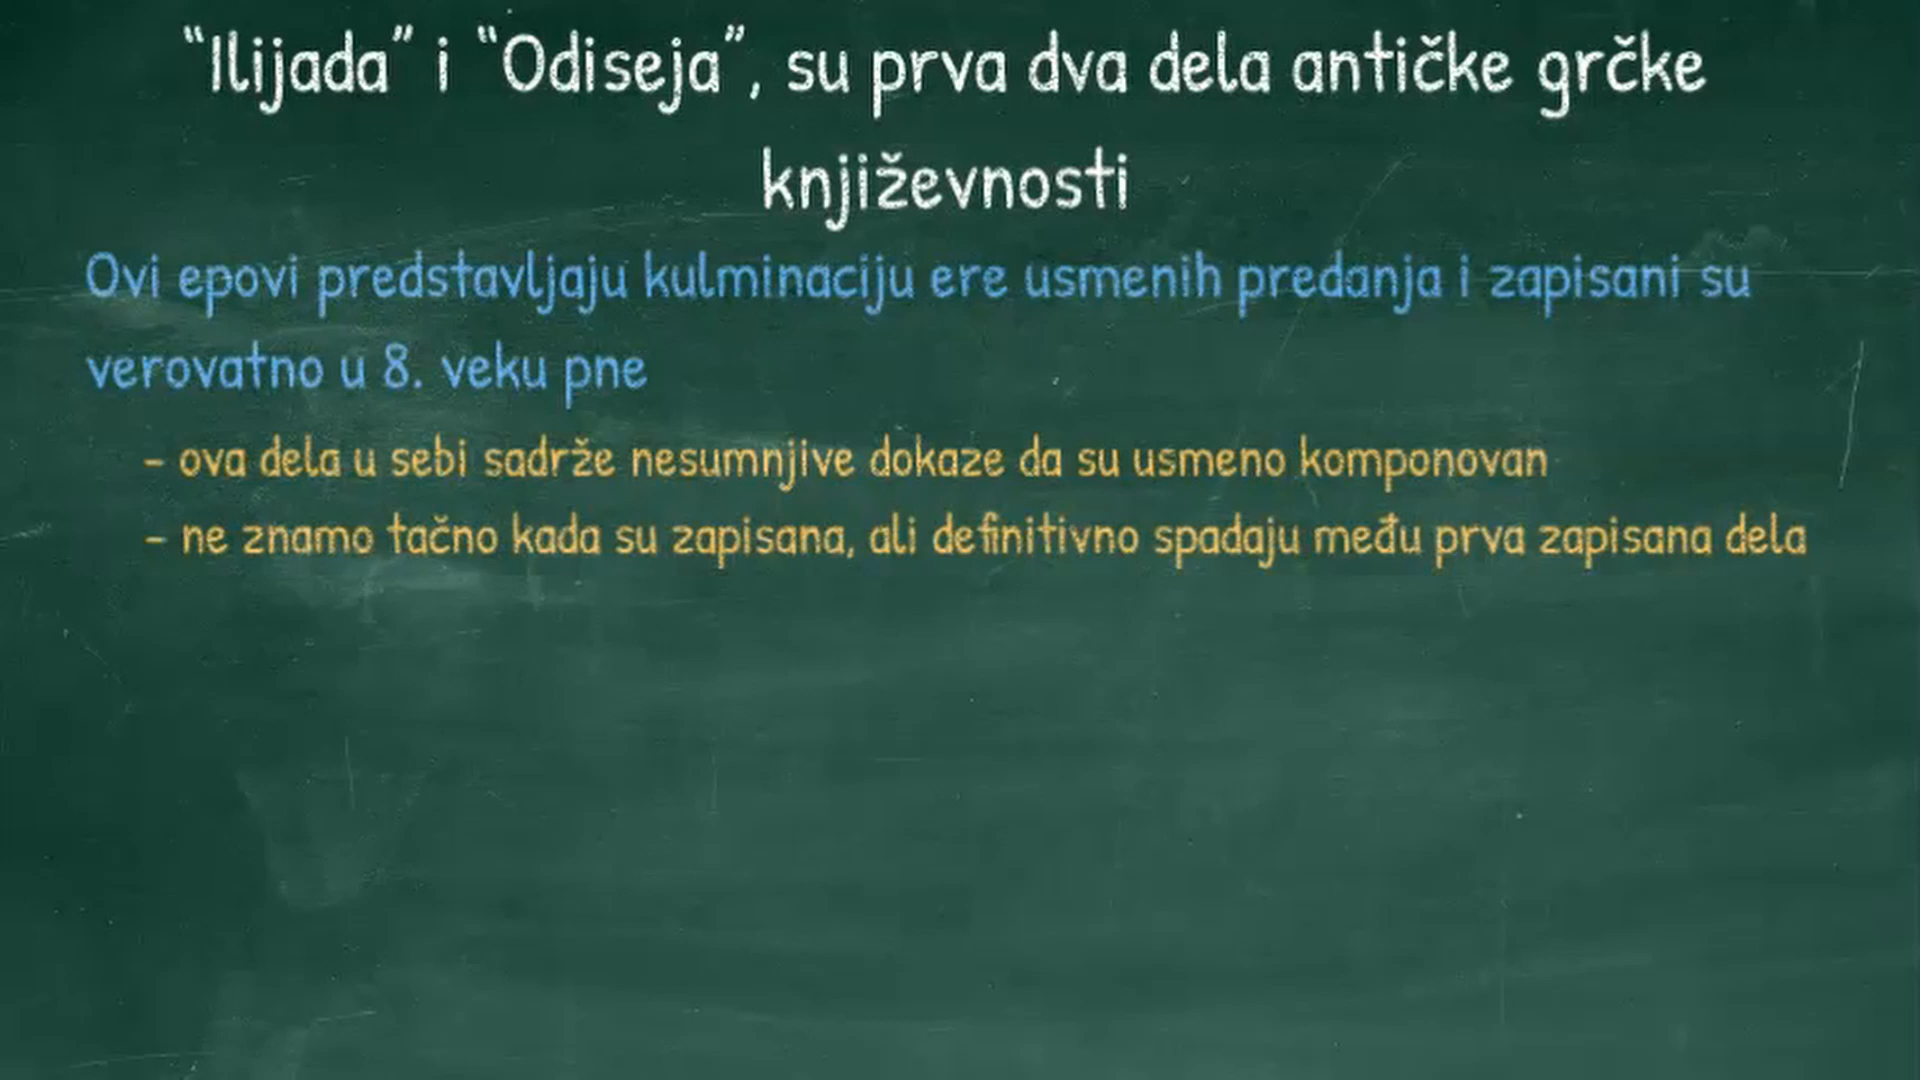 “Ilijada” i “Odiseja”, su prva dva dela antičke grčke
književnosti
Ovi epovi predstavljaju kulminaciju ere usmenih predanja i zapisani su
verovatno u 8. veku pne
- ova dela u sebi sadrže nesumnjive dokaze da su usmeno komponovan
- ne znamo tačno kada su zapisana, ali definitivno spadaju među prva zapisana dela